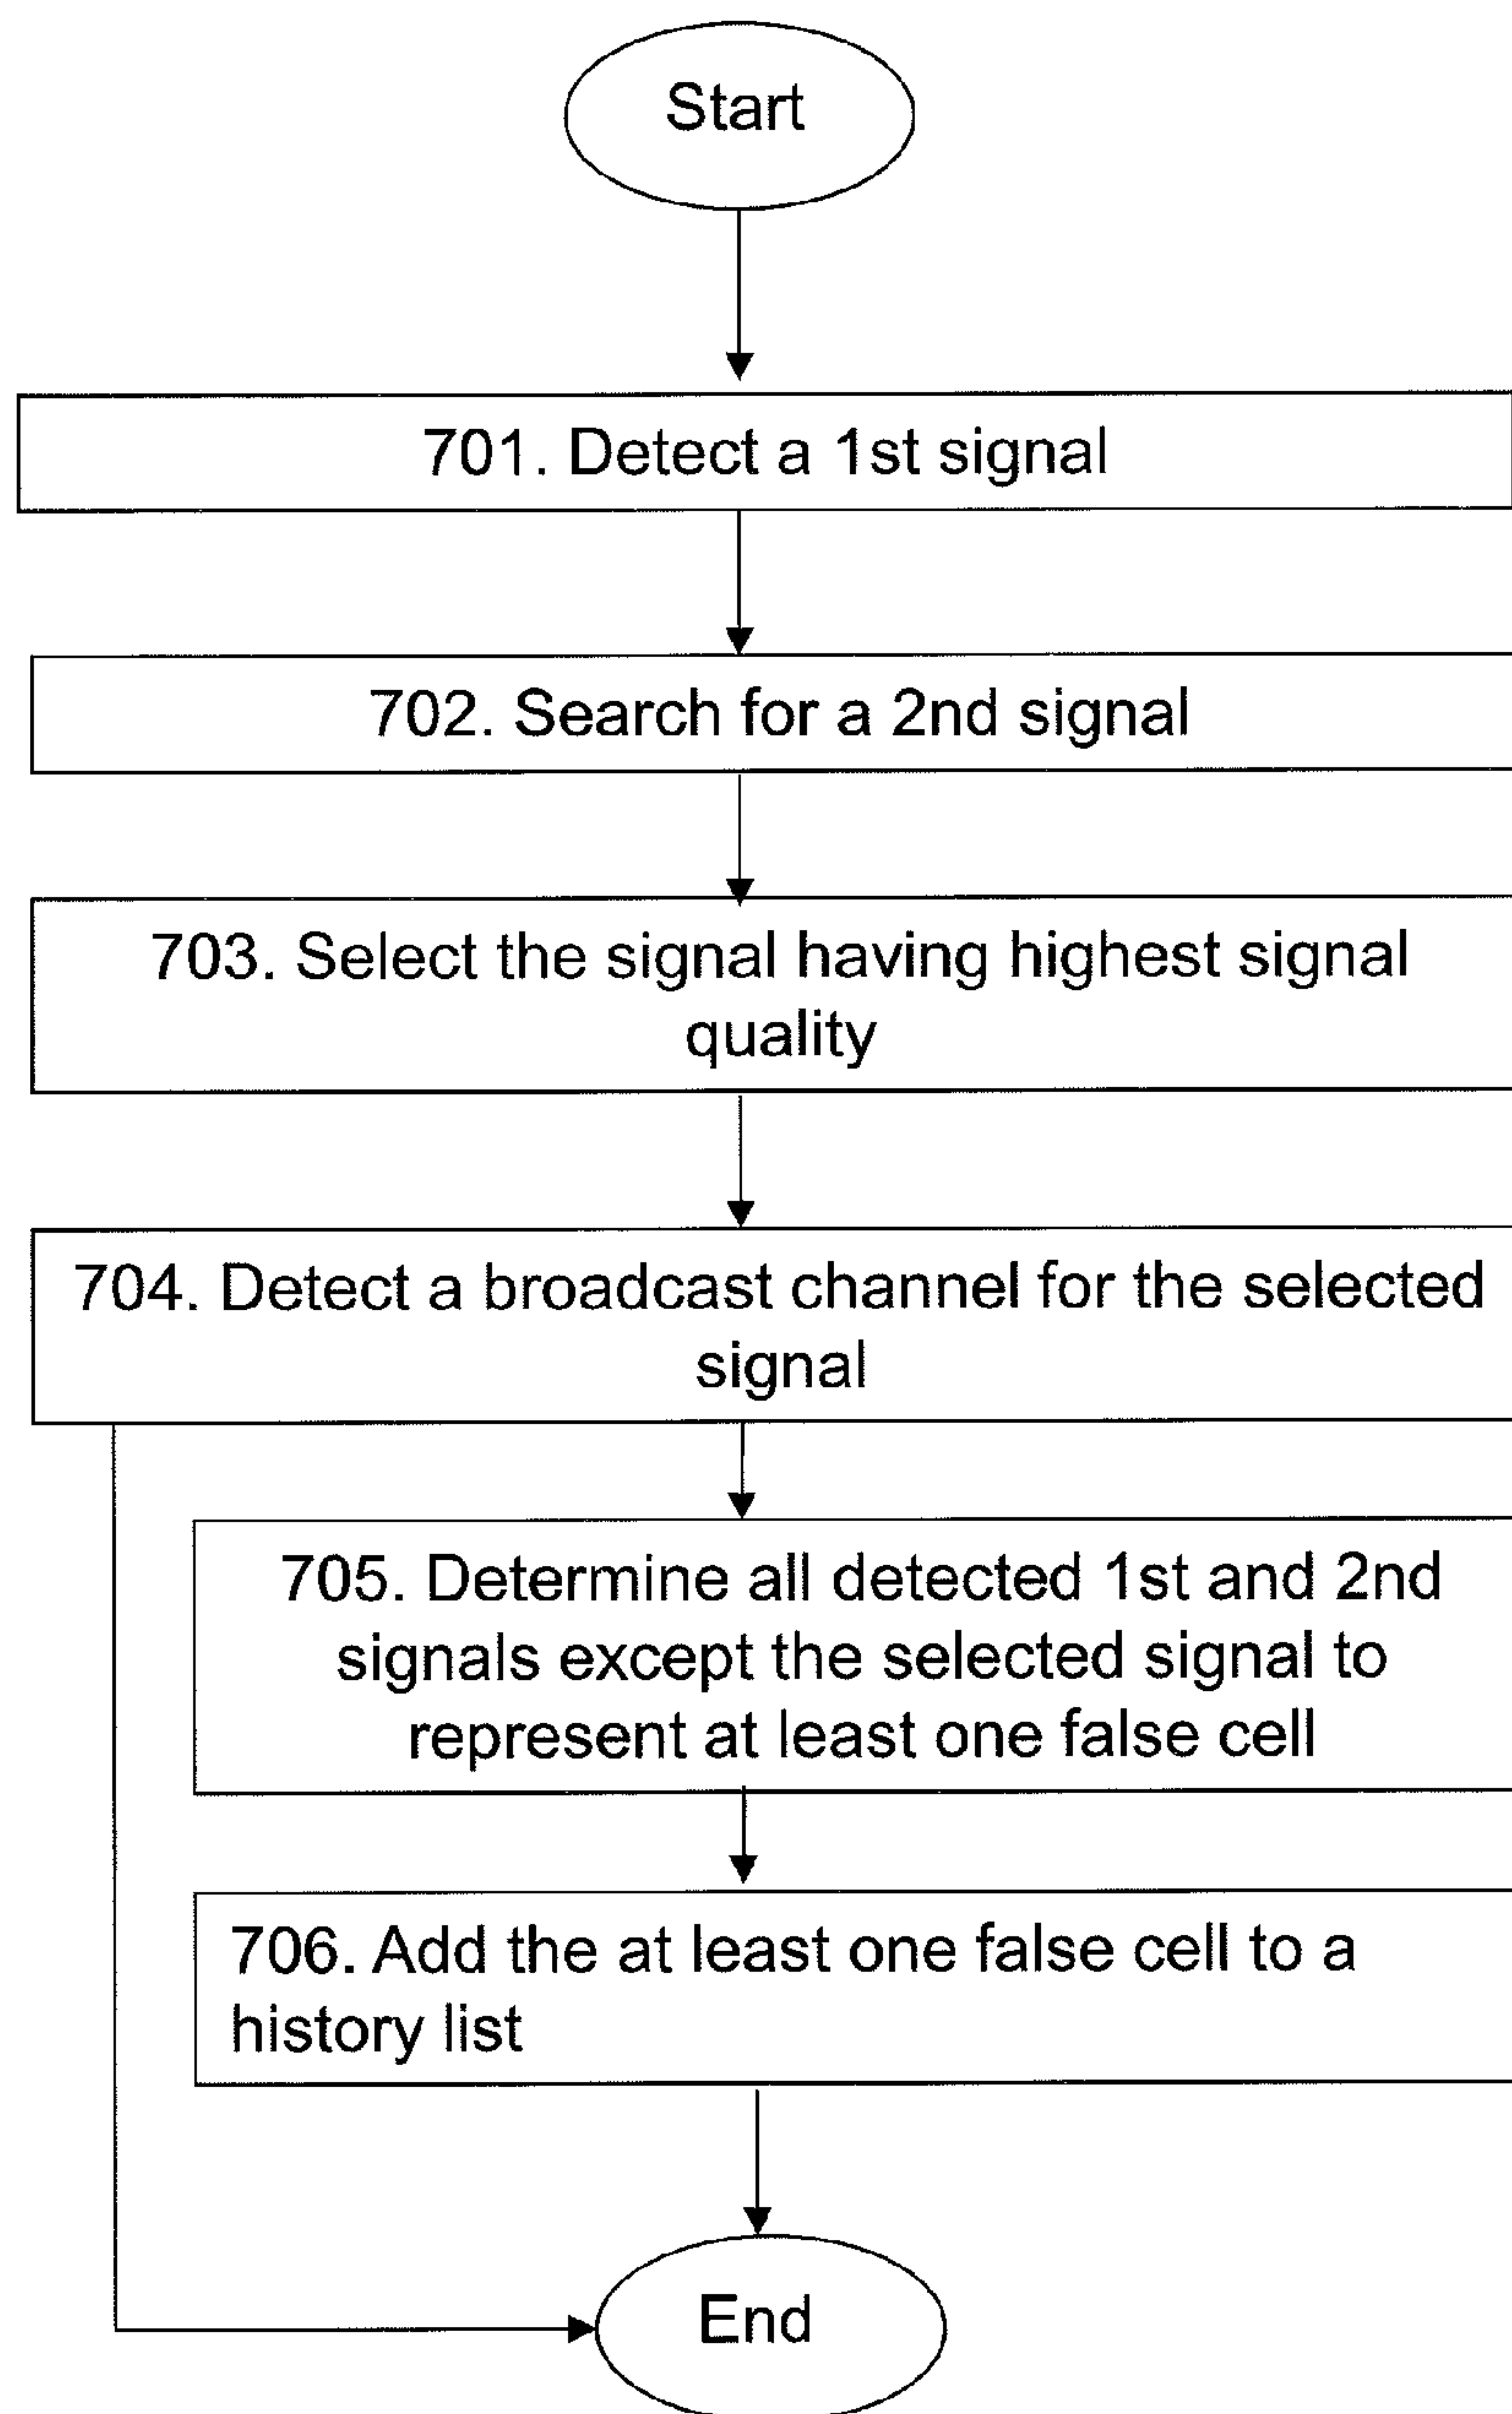 Start
701. Detect a 1st signal
702. Search for a 2nd signal
703. Select the signal having highest signal
quality
704. Detect a broadcast channel for the selected
signal
705. Determine all detected 1st and 2nd
signals except the selected signal to
represent at least one false cell
706. Add the at least one false cell to a
history list
End